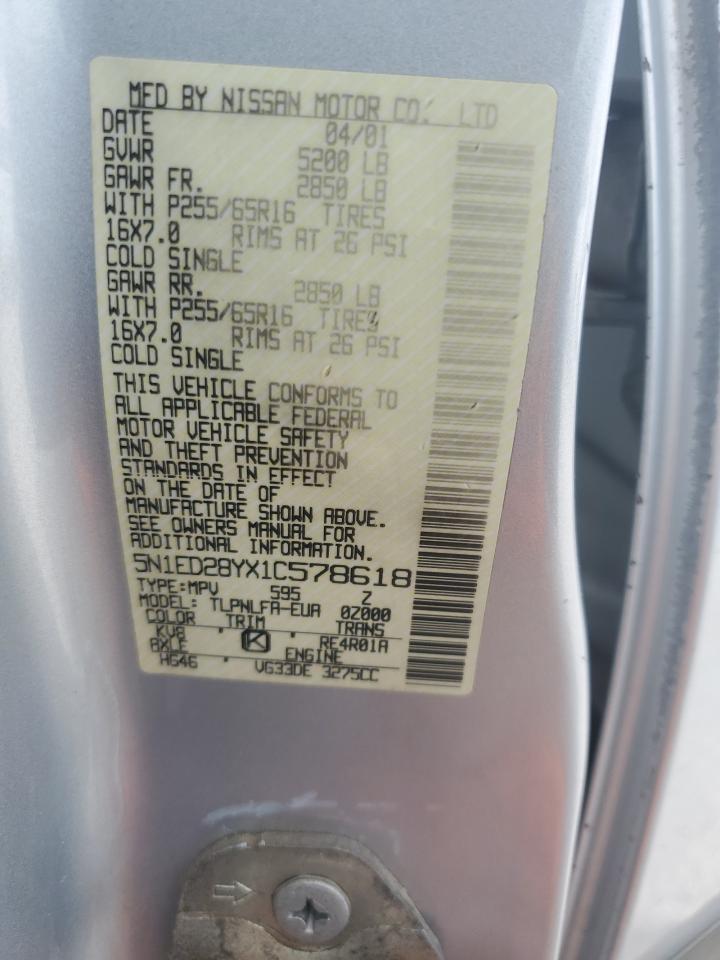 MFD BY NISSAN MOTOR CO., LTD
DATE 04/01
GVWR 5200 LB
GAWR FR. 2850 LB
WITH P255/65R16 TIRES
16X7.0 RIMS AT 26 PSI
COLD SINGLE
GAWR RR. 2850 LB
WITH P255/65R16 TIRES
16X7.0 RIMS AT 26 PSI
COLD SINGLE
THIS VEHICLE CONFORMS TO
ALL APPLICABLE FEDERAL
MOTOR VEHICLE SAFETY
AND THEFT PREVENTION
STANDARDS IN EFFECT
ON THE DATE OF
MANUFACTURE SHOWN ABOVE.
SEE OWNERS MANUAL FOR
ADDITIONAL INFORMATION.
5N1ED28YX1C578618
TYPE:MPV 595 Z
MODEL: TLPNLFA-EUA 0Z000
COLOR TRIM TRANS
KV8 K RE4R01A
AXLE ENGINE
HG46 VG33DE 3275CC